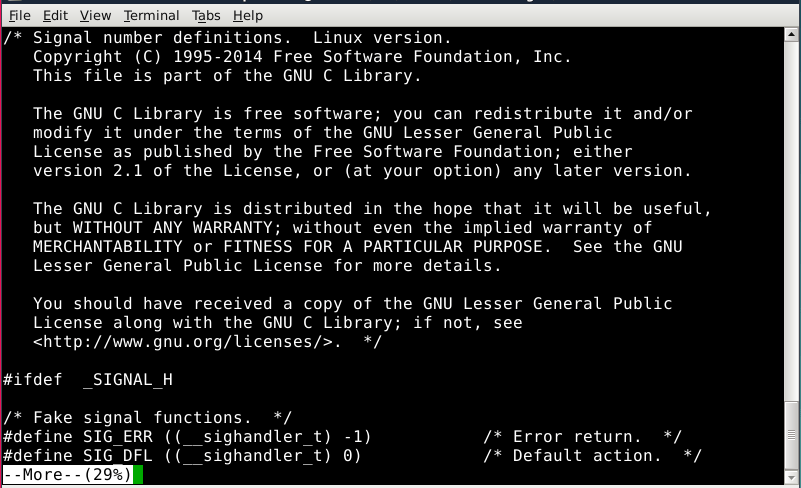 File Edit View Terminal Tabs Help
/* Signal number definitions.  Linux version.
   Copyright (C) 1995-2014 Free Software Foundation, Inc.
   This file is part of the GNU C Library.

   The GNU C Library is free software; you can redistribute it and/or
   modify it under the terms of the GNU Lesser General Public
   License as published by the Free Software Foundation; either
   version 2.1 of the License, or (at your option) any later version.

   The GNU C Library is distributed in the hope that it will be useful,
   but WITHOUT ANY WARRANTY; without even the implied warranty of
   MERCHANTABILITY or FITNESS FOR A PARTICULAR PURPOSE.  See the GNU
   Lesser General Public License for more details.

   You should have received a copy of the GNU Lesser General Public
   License along with the GNU C Library; if not, see
   <http://www.gnu.org/licenses/>.  */

#ifdef  _SIGNAL_H

/* Fake signal functions.  */
#define SIG_ERR ((__sighandler_t) -1)           /* Error return.  */
#define SIG_DFL ((__sighandler_t) 0)            /* Default action.  */
--More--(29%)